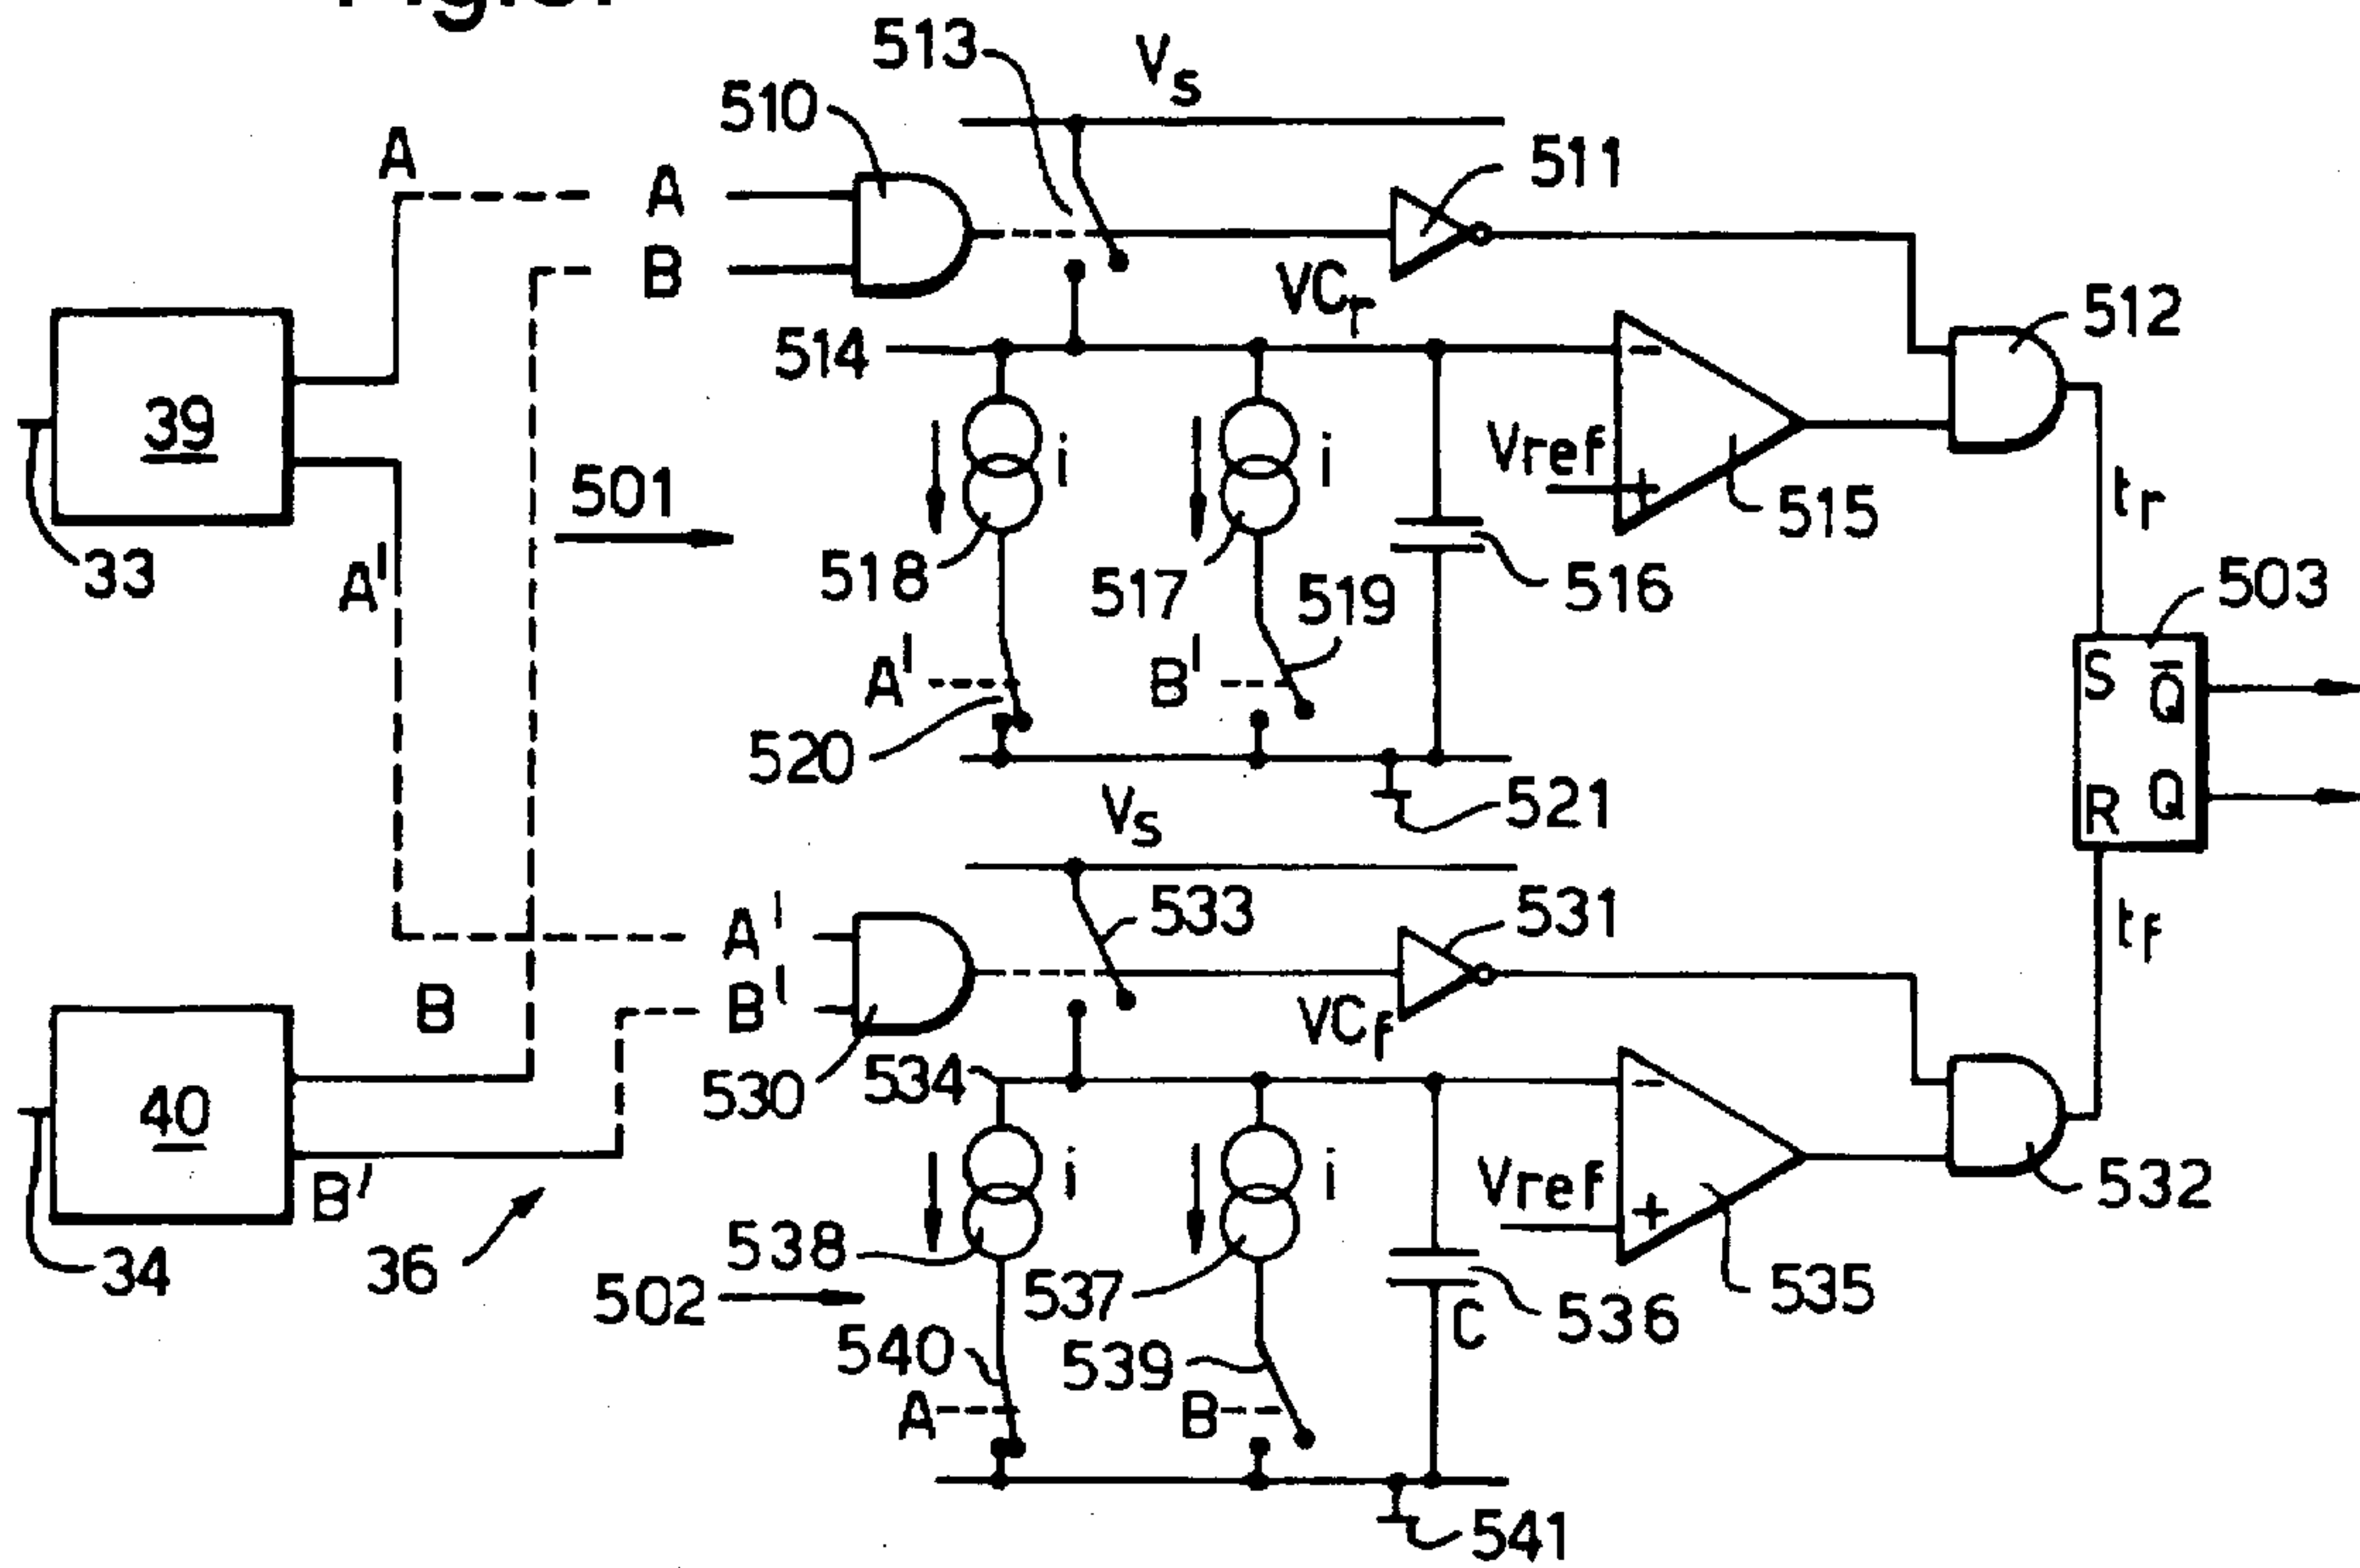 513
Vs
510
A
A
511
B
VCr
512
514
39
i
i
Vref
-
+
501
515
tr
33
A'
518
517
519
516
503
A'
B'
S
Q̅
520
R
Q
521
Vs
533
531
A'
tf
B
B'
VCf
530
534
-
40
i
i
Vref
+
532
B'
538
36
502
537
535
34
C
536
540
539
A
B
541